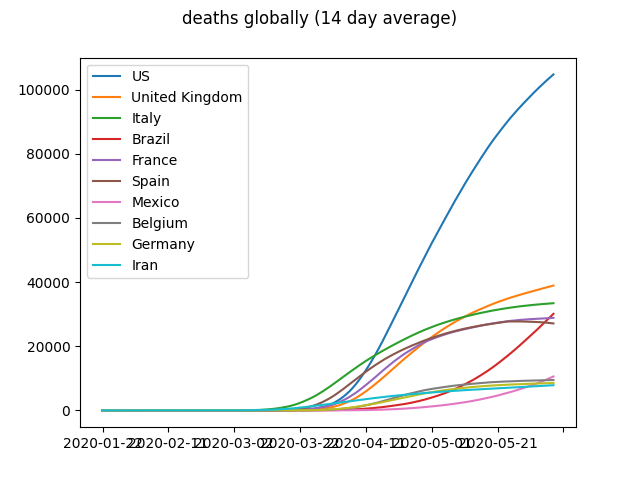 deaths globally (14 day average)
US
United Kingdom
Italy
Brazil
France
Spain
Mexico
Belgium
Germany
Iran
100000
80000
60000
40000
20000
0
2020-01-22 2020-02-11 2020-03-02 2020-03-22 2020-04-11 2020-05-01 2020-05-21